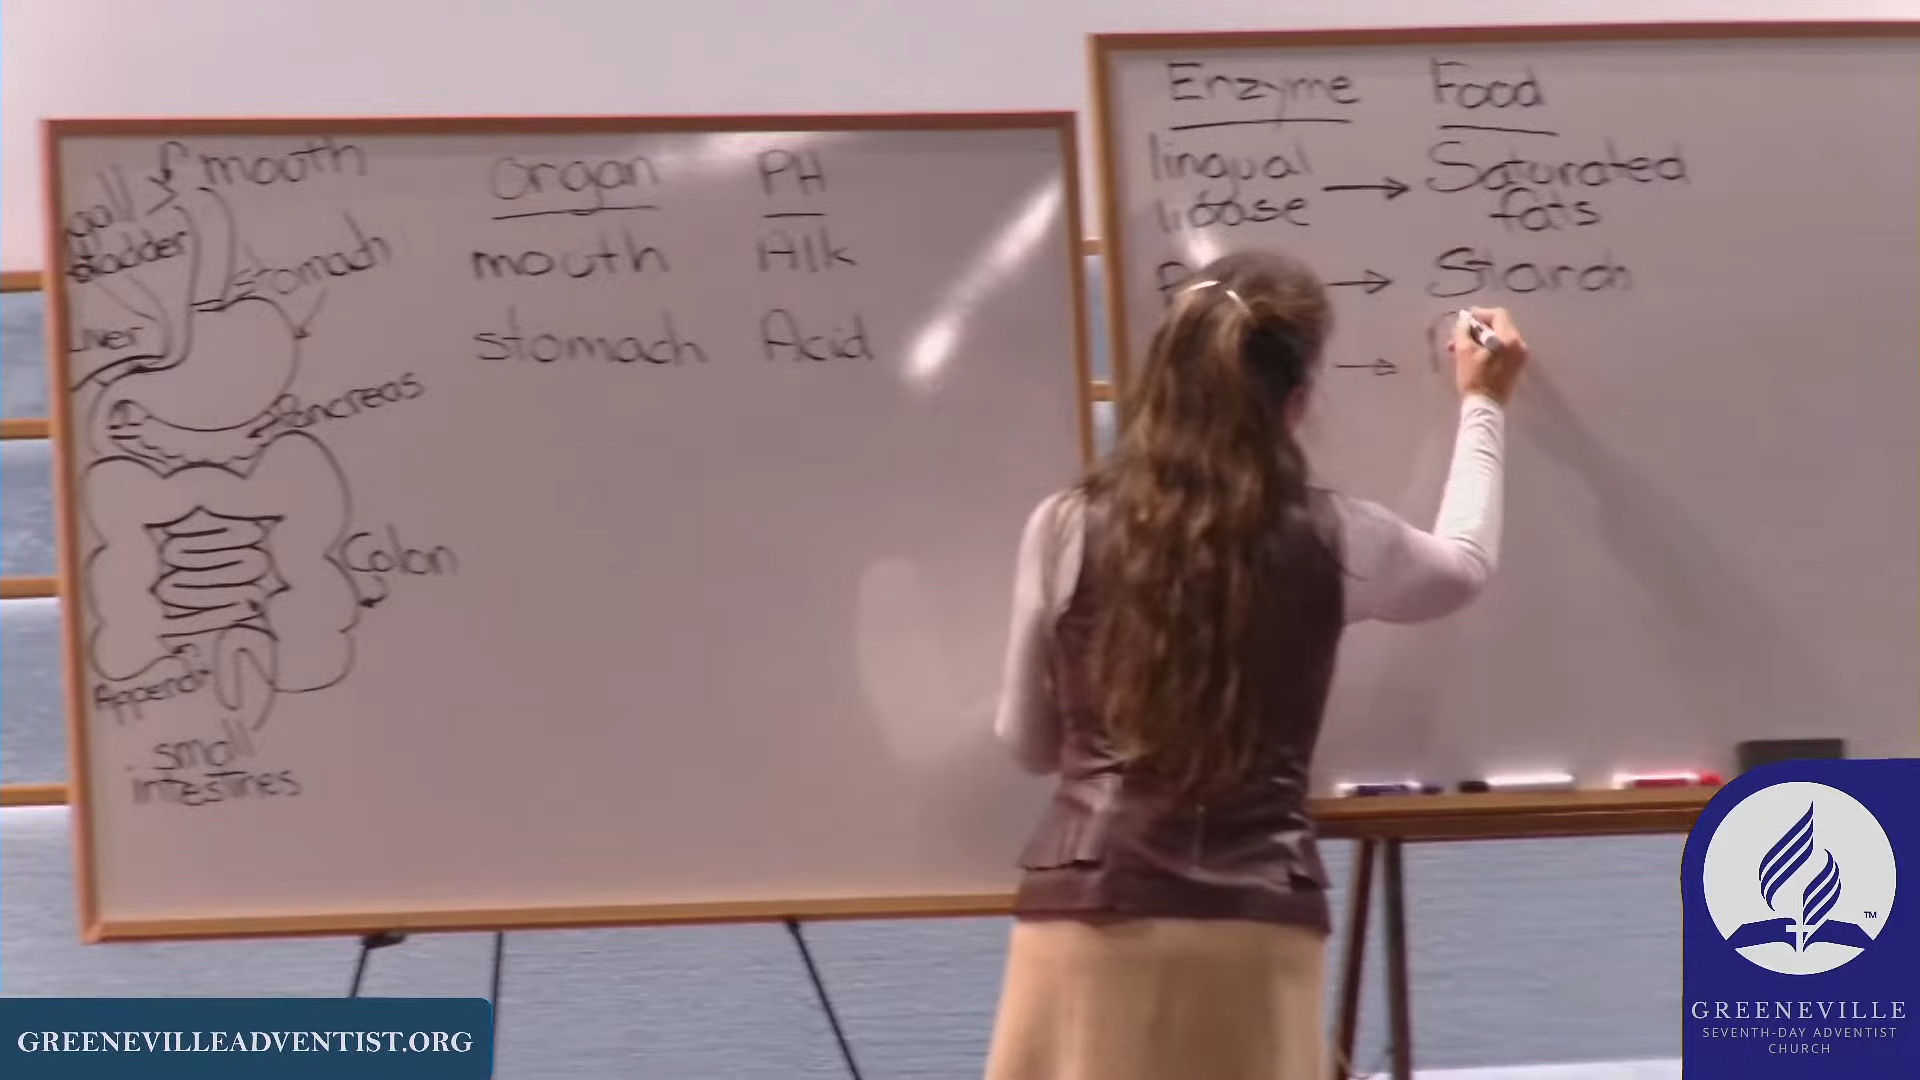 mouth
gall
bladder
stomach
Liver
Pancreas
Colon
small
intestines
Organ PH
mouth Alk
stomach Acid
Enzyme Food
lingual → Saturated
lipase fats
→ Starch
→
GREENEVILLEADVENTIST.ORG
TM
GREENEVILLE
SEVENTH-DAY ADVENTIST
CHURCH